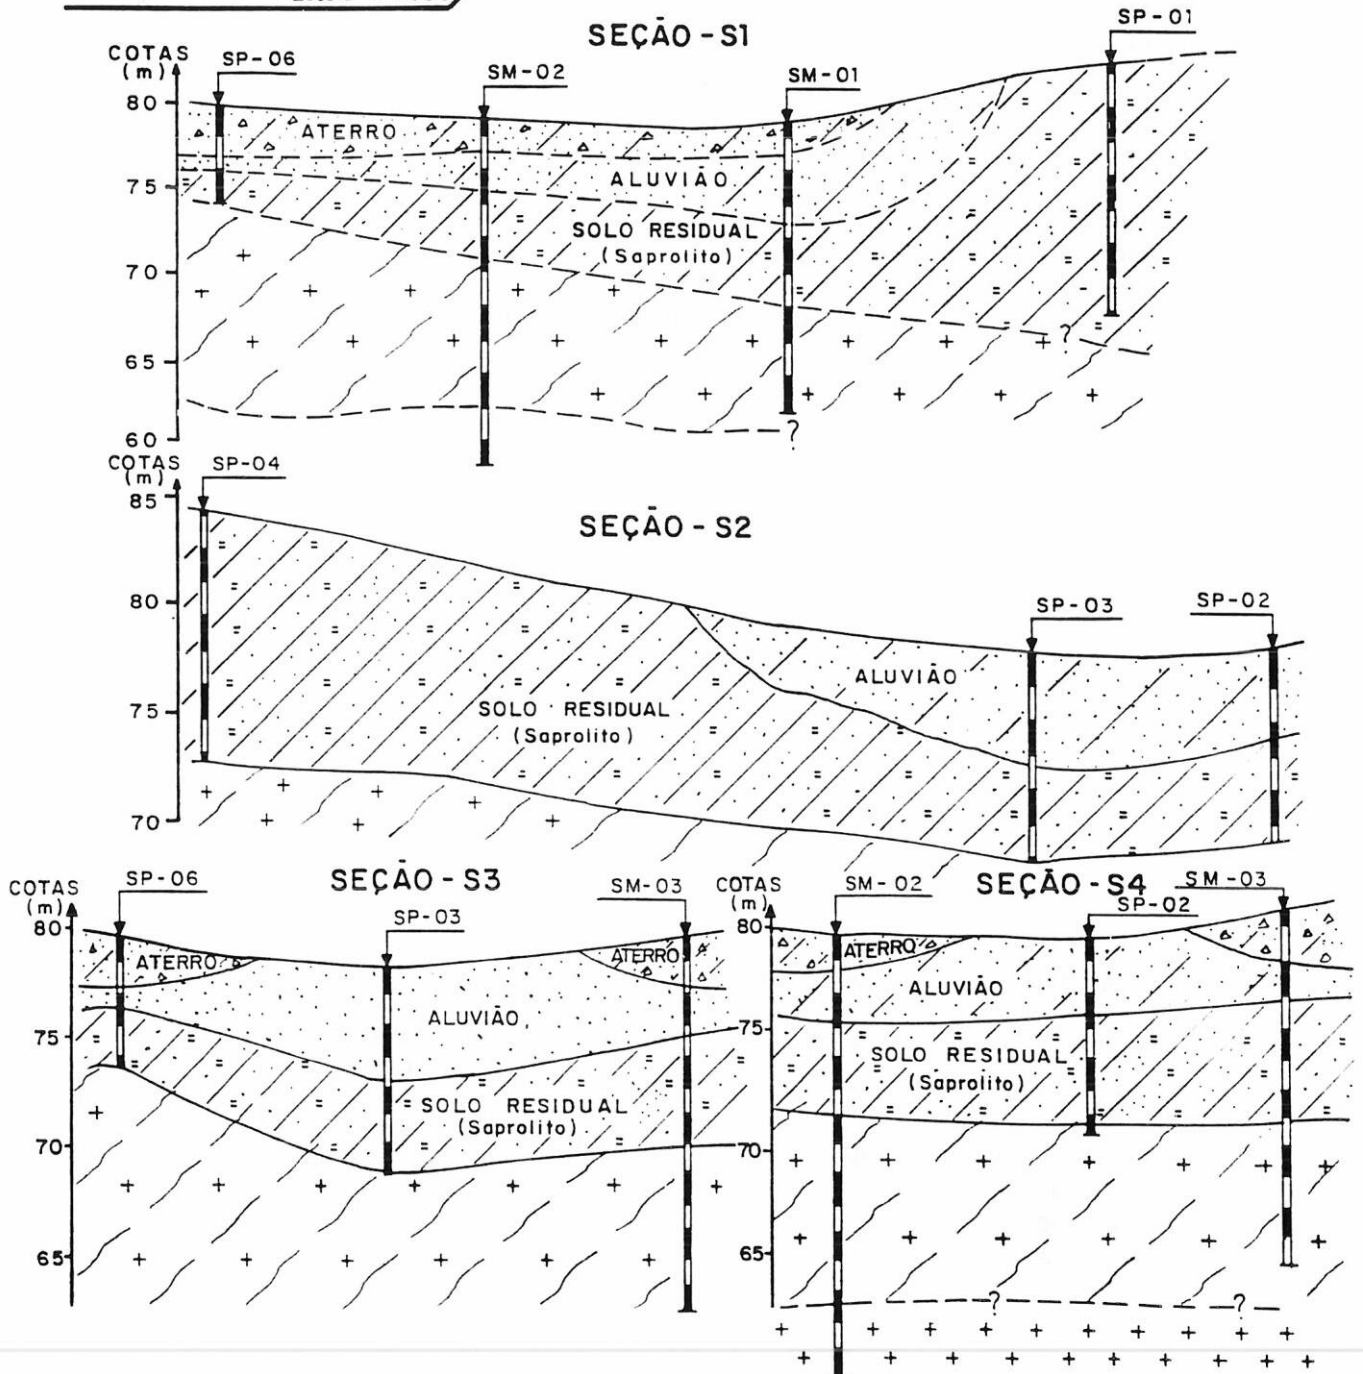 SEÇÃO - S1
SP-01
COTAS
(m)
SP-06
SM-02
SM-01
80
75
70
65
60
ATERRO
ALUVIÃO
SOLO RESIDUAL
(Saprolito)
?
?
COTAS
(m)
SP-04
SEÇÃO - S2
85
80
75
70
SP-03
SP-02
ALUVIÃO
SOLO RESIDUAL
(Saprolito)
COTAS
(m)
SP-06
SEÇÃO - S3
SP-03
SM-03
80
75
70
65
ATERRO
ATERRO
ALUVIÃO
SOLO RESIDUAL
(Saprolito)
COTAS
(m)
SM-02
SEÇÃO - S4
SP-02
SM-03
80
75
70
65
ATERRO
ALUVIÃO
SOLO RESIDUAL
(Saprolito)
?
?